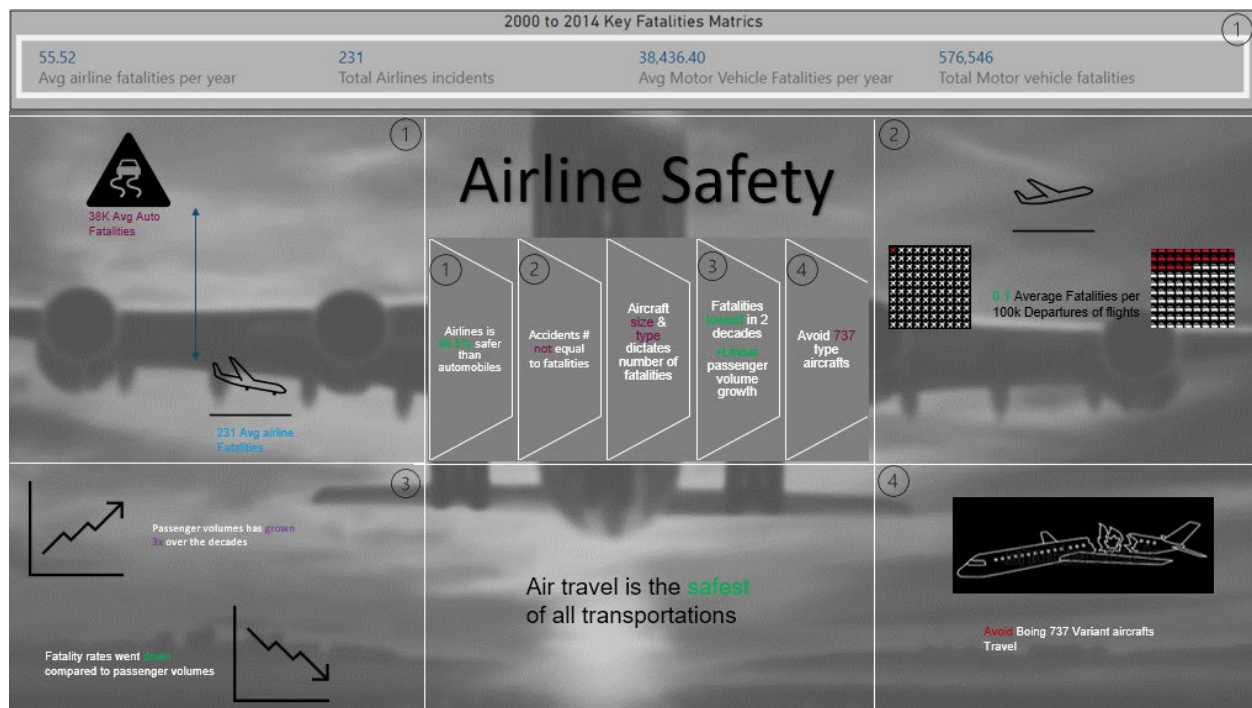 2000 to 2014 Key Fatalities Matrics
1
55.52
Avg airline fatalities per year
231
Total Airlines incidents
38,436.40
Avg Motor Vehicle Fatalities per year
576,546
Total Motor vehicle fatalities
1
38K Avg Auto
Fatalities
231 Avg airline
Fatalities
Airline Safety
1
Airlines is
99.5% safer
than
automobiles
2
Accidents #
not equal
to fatalities
Aircraft
size &
type
dictates
number of
fatalities
3
Fatalities
lowest in 2
decades
≠Linear
passenger
volume
growth
4
Avoid 737
type
aircrafts
2
0.1 Average Fatalities per
100k Departures of flights
3
Passenger volumes has grown
3x over the decades
Fatality rates went down
compared to passenger volumes
Air travel is the safest
of all transportations
4
Avoid Boing 737 Variant aircrafts
Travel